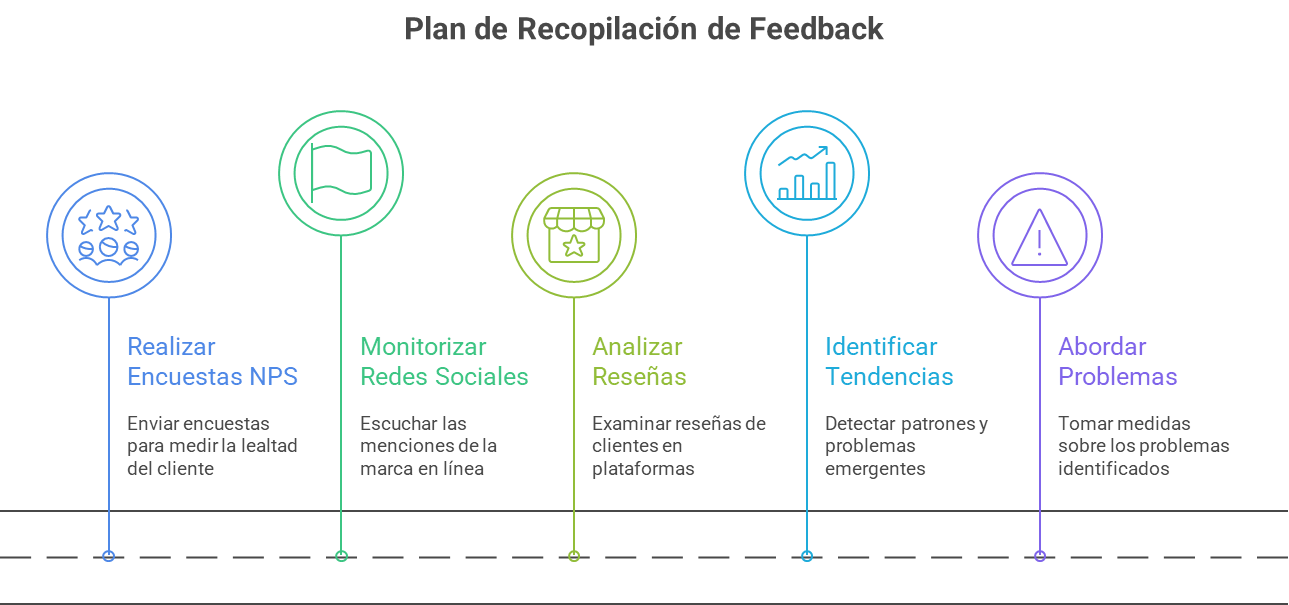 Plan de Recopilación de Feedback
Realizar
Encuestas NPS
Enviar encuestas
para medir la lealtad
del cliente
Monitorizar
Redes Sociales
Escuchar las
menciones de la
marca en línea
Analizar
Reseñas
Examinar reseñas de
clientes en
plataformas
Identificar
Tendencias
Detectar patrones y
problemas
emergentes
Abordar
Problemas
Tomar medidas
sobre los problemas
identificados